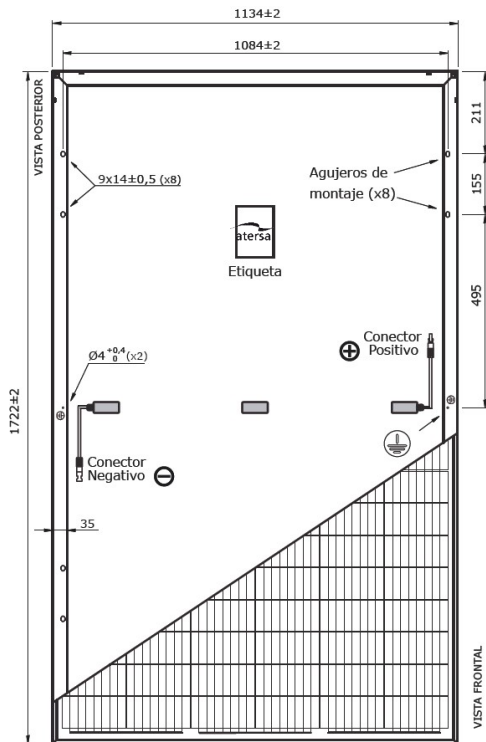 1134±2
1084±2
VISTA POSTERIOR
211
9x14±0,5 (x8)
Agujeros de
montaje (x8)
155
atersa
Etiqueta
495
Conector
Positivo
+
Ø4 +0,4 0 (x2)
1722±2
Conector
Negativo
−
35
VISTA FRONTAL